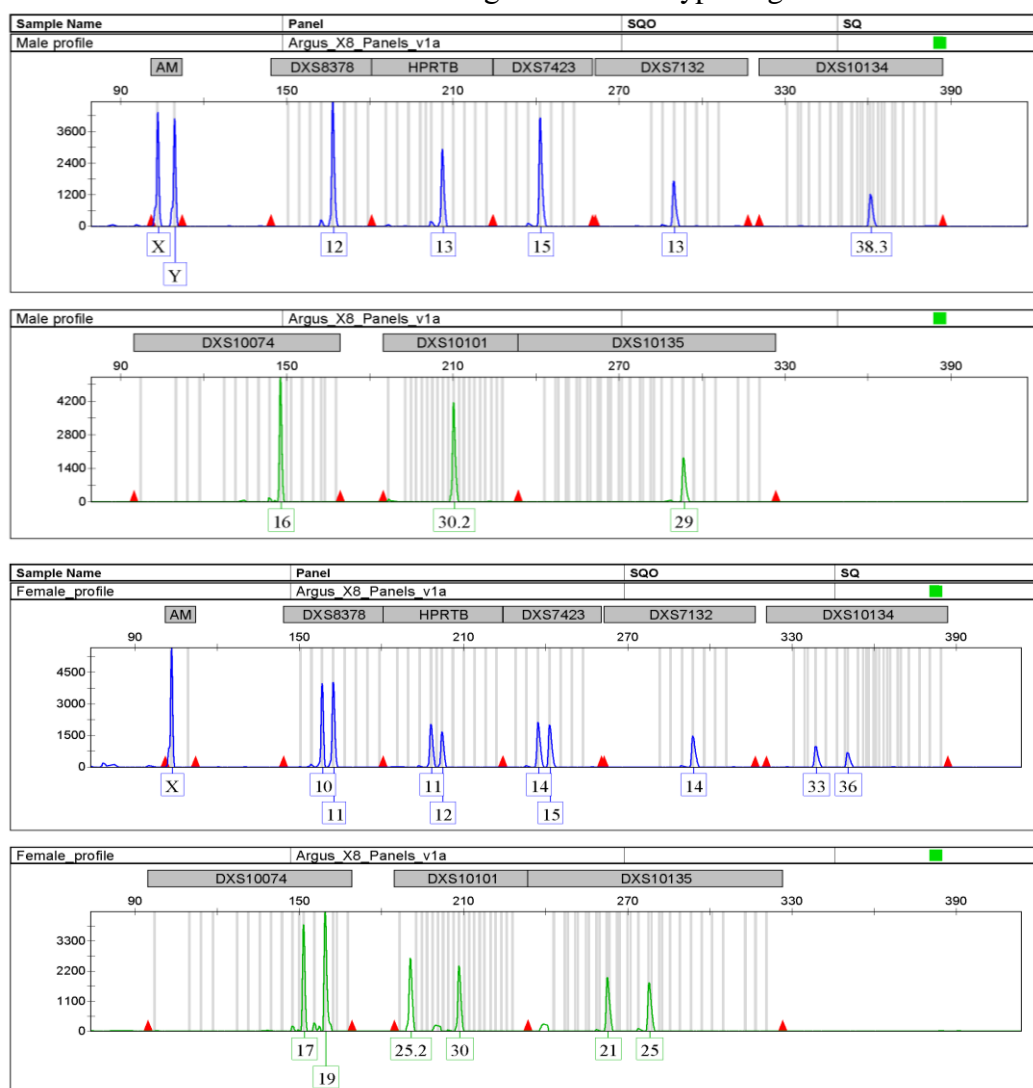 Sample Name Panel SQO SQ
Male profile Argus_X8_Panels_v1a
AM DXS8378 HPRTB DXS7423 DXS7132 DXS10134
90 150 210 270 330 390
3600
2400
1200
0
X 12 13 15 13 38.3
Y
Male profile Argus_X8_Panels_v1a
DXS10074 DXS10101 DXS10135
90 150 210 270 330 390
4200
2800
1400
0
16 30.2 29
Sample Name Panel SQO SQ
Female_profile Argus_X8_Panels_v1a
AM DXS8378 HPRTB DXS7423 DXS7132 DXS10134
90 150 210 270 330 390
4500
3000
1500
0
X 10 11 14 14 33 36
11 12 15
Female_profile Argus_X8_Panels_v1a
DXS10074 DXS10101 DXS10135
90 150 210 270 330 390
3300
2200
1100
0
17 25.2 30 21 25
19